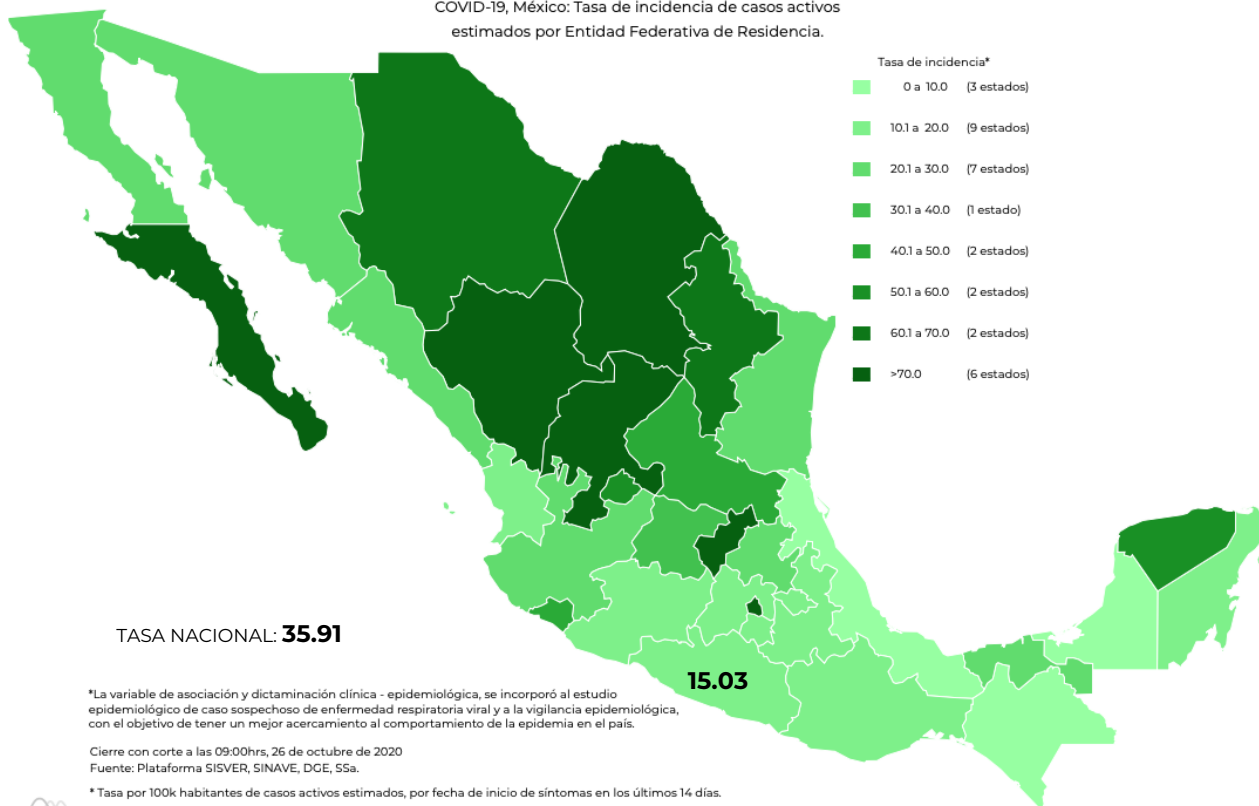 COVID-19, México: Tasa de incidencia de casos activos
estimados por Entidad Federativa de Residencia.
Tasa de incidencia*
0 a 10.0 (3 estados)
10.1 a 20.0 (9 estados)
20.1 a 30.0 (7 estados)
30.1 a 40.0 (1 estado)
40.1 a 50.0 (2 estados)
50.1 a 60.0 (2 estados)
60.1 a 70.0 (2 estados)
>70.0 (6 estados)
TASA NACIONAL: 35.91
15.03
*La variable de asociación y dictaminación clínica - epidemiológica, se incorporó al estudio
epidemiológico de caso sospechoso de enfermedad respiratoria viral y a la vigilancia epidemiológica,
con el objetivo de tener un mejor acercamiento al comportamiento de la epidemia en el país.
Cierre con corte a las 09:00hrs, 26 de octubre de 2020
Fuente: Plataforma SISVER, SINAVE, DGE, SSa.
* Tasa por 100k habitantes de casos activos estimados, por fecha de inicio de síntomas en los últimos 14 días.